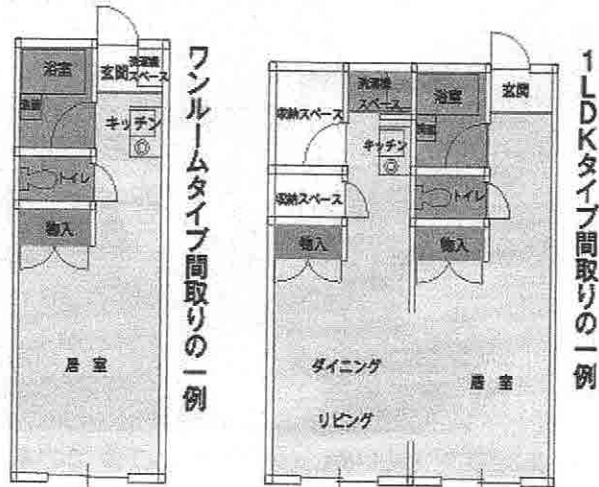 ワンルームタイプ間取りの一例
浴室
玄関
洗濯機
スペース
洗面
キッチン
トイレ
物入
居室
1LDKタイプ間取りの一例
収納スペース
洗濯機
スペース
浴室
玄関
洗面
キッチン
収納スペース
トイレ
物入
物入
ダイニング
リビング
居室